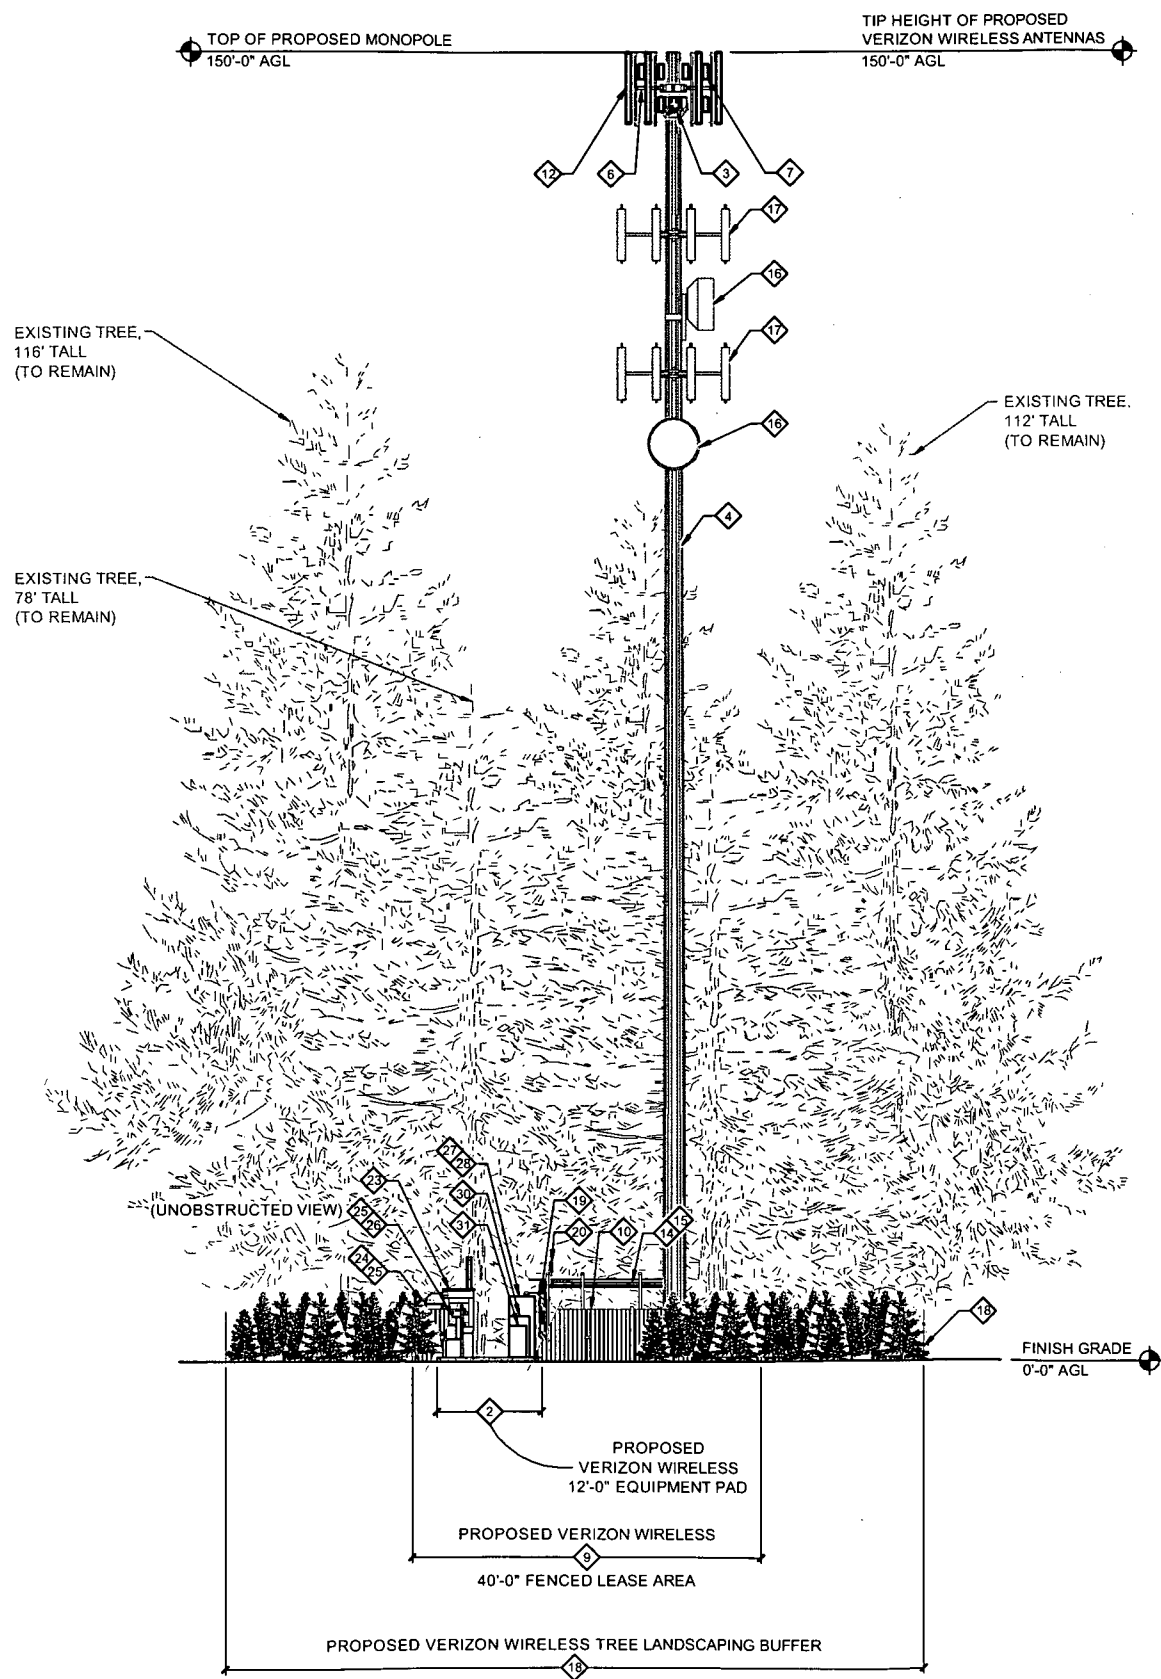 TOP OF PROPOSED MONOPOLE
150'-0" AGL
TIP HEIGHT OF PROPOSED
VERIZON WIRELESS ANTENNAS
150'-0" AGL
12
6
3
7
17
16
17
EXISTING TREE,
116' TALL
(TO REMAIN)
EXISTING TREE,
112' TALL
(TO REMAIN)
16
4
EXISTING TREE,
78' TALL
(TO REMAIN)
27
28
23
30
19
15
(UNOBSTRUCTED VIEW)
25
26
31
20
10
14
24
25
18
FINISH GRADE
0'-0" AGL
2
PROPOSED
VERIZON WIRELESS
12'-0" EQUIPMENT PAD
PROPOSED VERIZON WIRELESS
9
40'-0" FENCED LEASE AREA
PROPOSED VERIZON WIRELESS TREE LANDSCAPING BUFFER
18